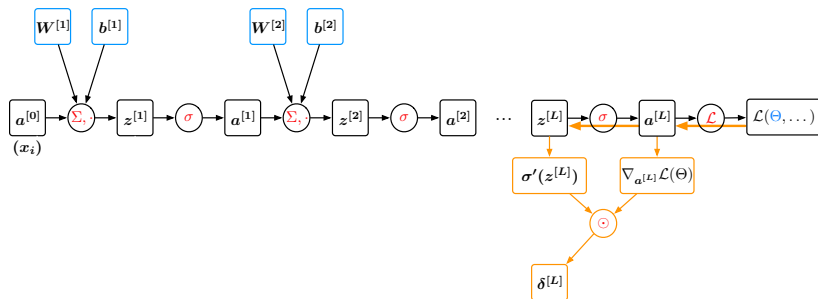 W^{[1]} b^{[1]} W^{[2]} b^{[2]}
a^{[0]} Σ, · z^{[1]} σ a^{[1]} Σ, · z^{[2]} σ a^{[2]} ... z^{[L]} σ a^{[L]} ℒ ℒ(Θ, ...)
(x_i)
σ′(z^{[L]}) ∇_{a^{[L]}} ℒ(Θ)
⊙
δ^{[L]}